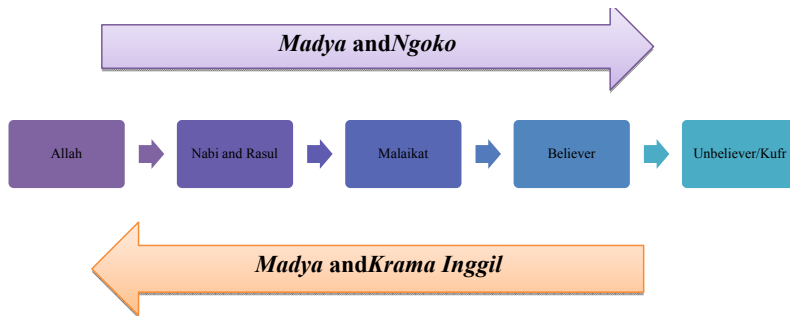 Madya andNgoko
Allah
Nabi and Rasul
Malaikat
Believer
Unbeliever/Kufr
Madya andKrama Inggil